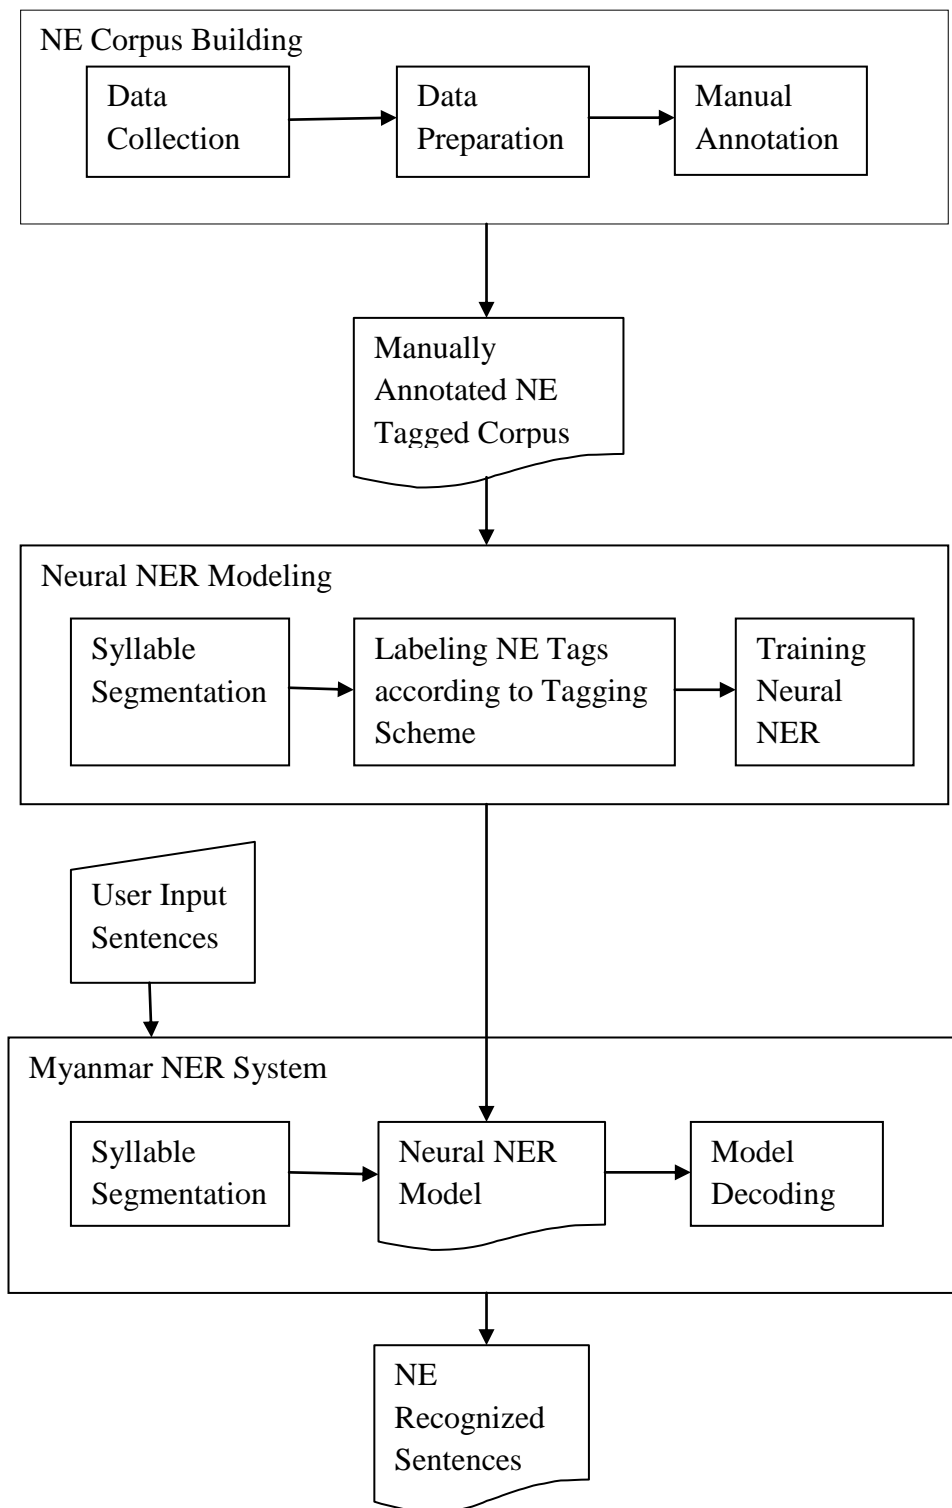 NE Corpus Building
Data
Collection
Data
Preparation
Manual
Annotation
Manually
Annotated NE
Tagged Corpus
Neural NER Modeling
Syllable
Segmentation
Labeling NE Tags
according to Tagging
Scheme
Training
Neural
NER
User Input
Sentences
Myanmar NER System
Syllable
Segmentation
Neural NER
Model
Model
Decoding
NE
Recognized
Sentences